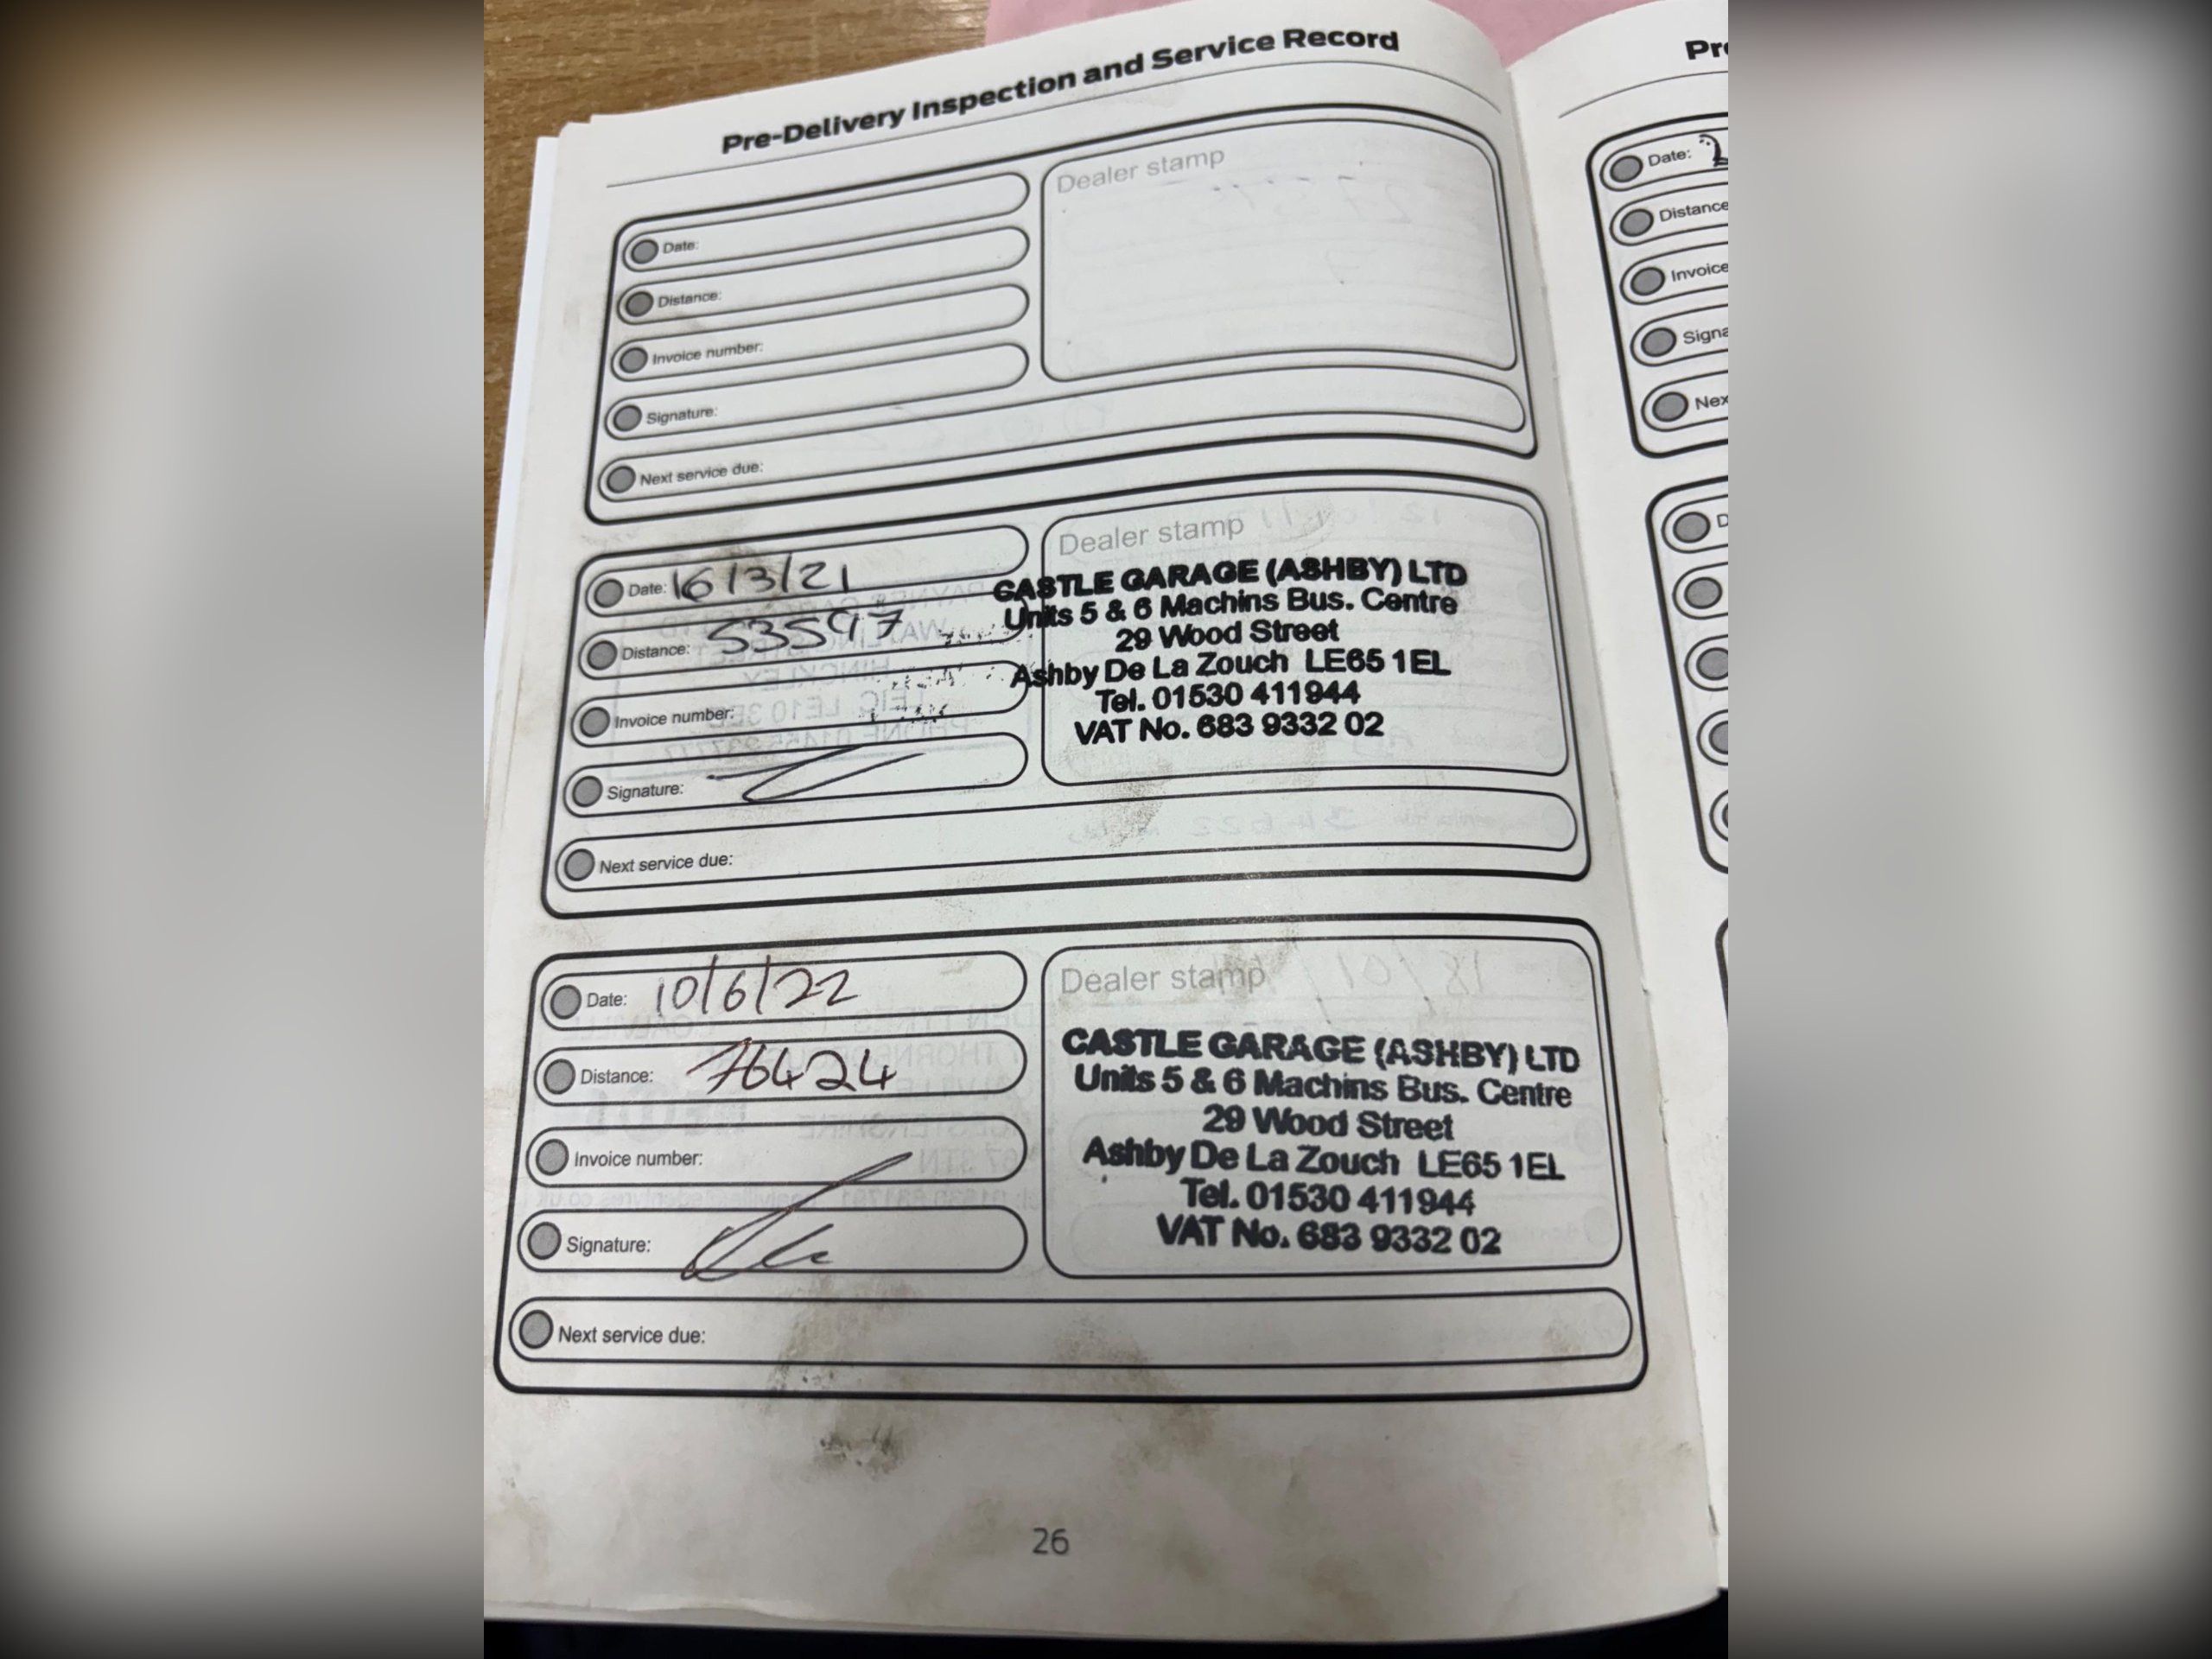 Pre-Delivery Inspection and Service Record
Date:
Distance:
Invoice number:
Signature:
Next service due:
Dealer stamp
Date: 16/3/21
Distance: 53597
Invoice number:
Signature:
Next service due:
Dealer stamp
CASTLE GARAGE (ASHBY) LTD
Units 5 & 6 Machins Bus. Centre
29 Wood Street
Ashby De La Zouch LE65 1EL
Tel. 01530 411944
VAT No. 683 9332 02
Date: 10/6/22
Distance: 76424
Invoice number:
Signature:
Next service due:
Dealer stamp
CASTLE GARAGE (ASHBY) LTD
Units 5 & 6 Machins Bus. Centre
29 Wood Street
Ashby De La Zouch LE65 1EL
Tel. 01530 411944
VAT No. 683 9332 02
26
Date:
Distance
Invoice